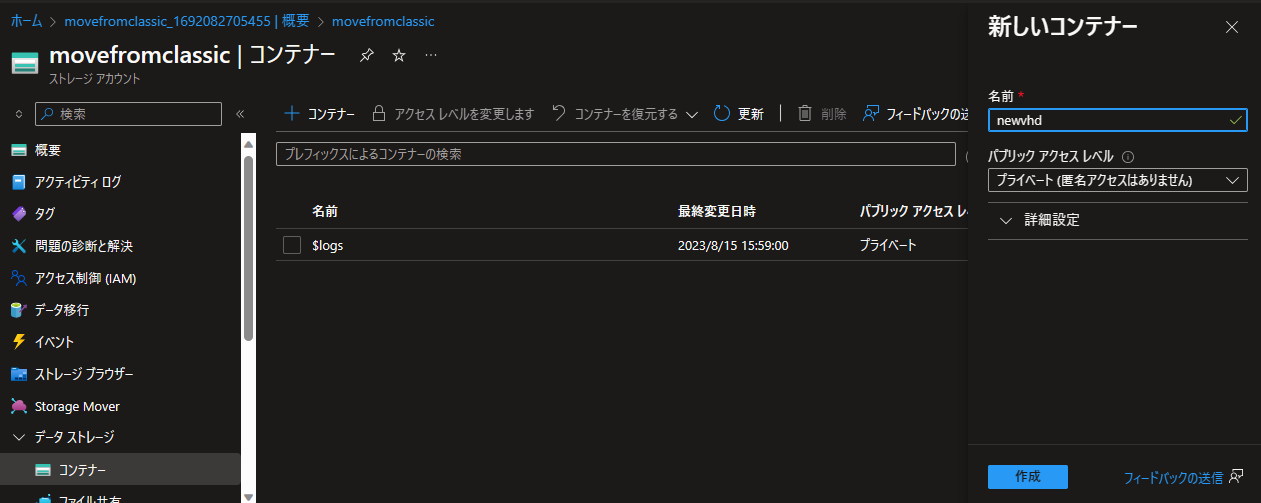 ホーム > movefromclassic_1692082705455 | 概要 > movefromclassic
movefromclassic | コンテナー
ストレージ アカウント
検索
概要
アクティビティ ログ
タグ
問題の診断と解決
アクセス制御 (IAM)
データ移行
イベント
ストレージ ブラウザー
Storage Mover
データ ストレージ
コンテナー
ファイル共有
+ コンテナー アクセス レベルを変更します コンテナーを復元する 更新 削除 フィードバックの送
プレフィックスによるコンテナーの検索
名前 最終変更日時 パブリック アクセス レ
$logs 2023/8/15 15:59:00 プライベート
新しいコンテナー
名前 *
newvhd
パブリック アクセス レベル
プライベート (匿名アクセスはありません)
詳細設定
作成 フィードバックの送信